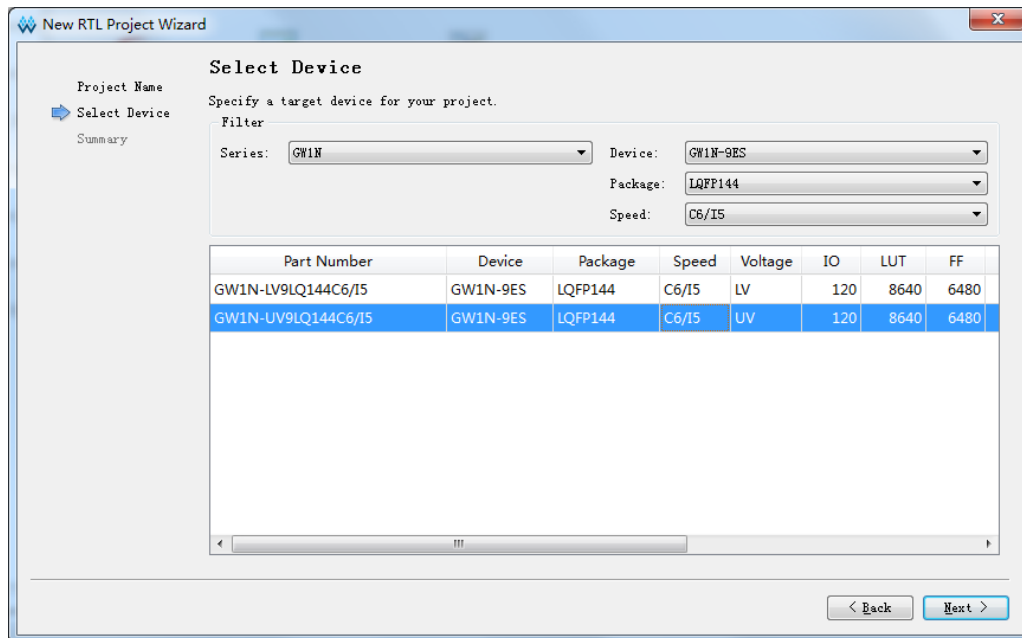 New RTL Project Wizard
Project Name
Select Device
Summary
Select Device
Specify a target device for your project.
Filter
Series: GW1N
Device: GW1N-9ES
Package: LQFP144
Speed: C6/I5
Part Number Device Package Speed Voltage IO LUT FF
GW1N-LV9LQ144C6/I5 GW1N-9ES LQFP144 C6/I5 LV 120 8640 6480
GW1N-UV9LQ144C6/I5 GW1N-9ES LQFP144 C6/I5 UV 120 8640 6480
< Back Next >